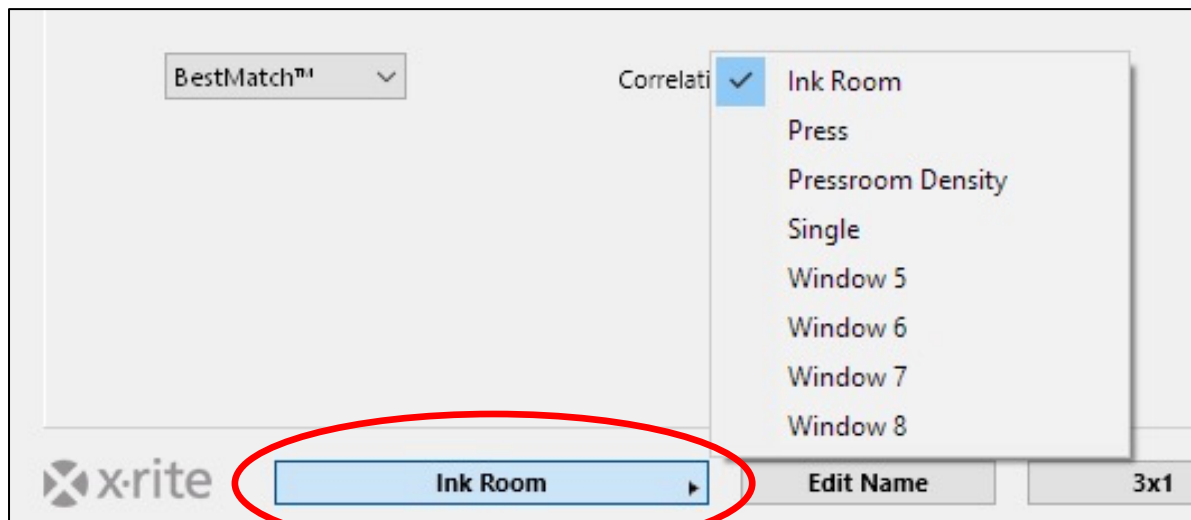 BestMatch™
Correlati
Ink Room
Press
Pressroom Density
Single
Window 5
Window 6
Window 7
Window 8
x·rite
Ink Room
Edit Name
3x1